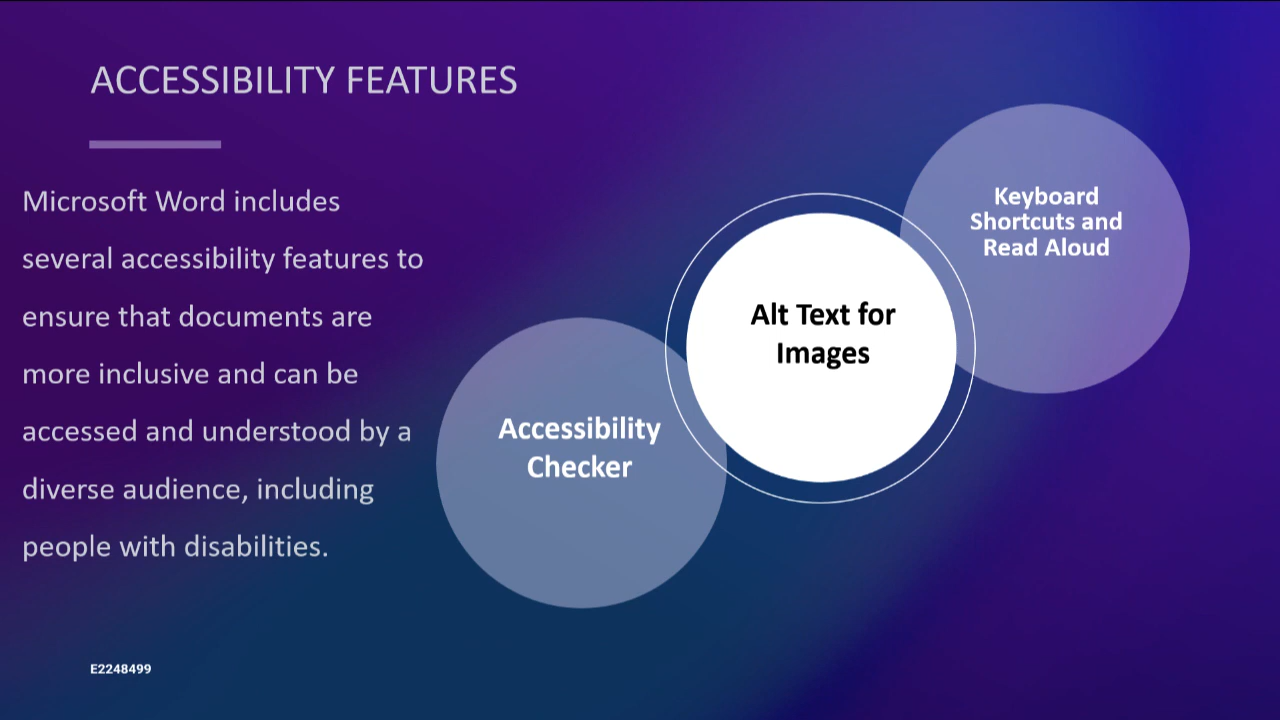 ACCESSIBILITY FEATURES
Microsoft Word includes
several accessibility features to
ensure that documents are
more inclusive and can be
accessed and understood by a
diverse audience, including
people with disabilities.
Accessibility
Checker
Alt Text for
Images
Keyboard
Shortcuts and
Read Aloud
E2248499